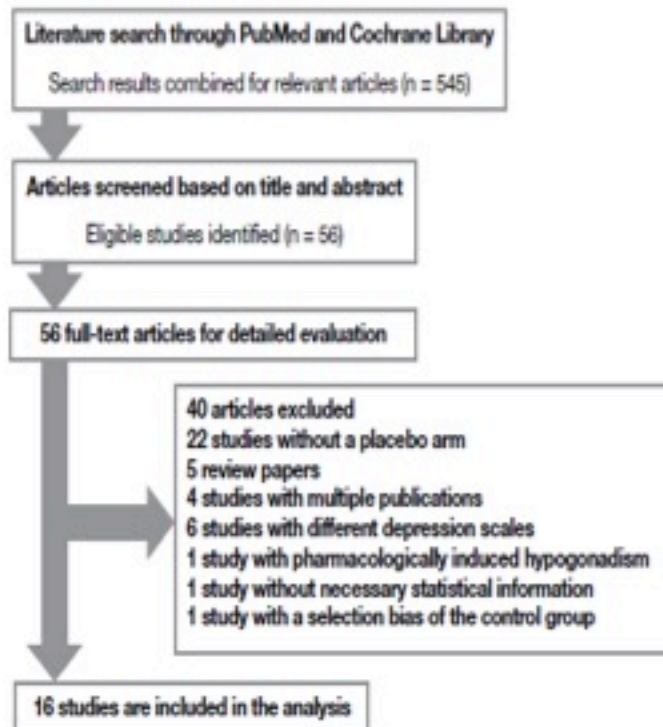 Literature search through PubMed and Cochrane Library
Search results combined for relevant articles (n = 545)
Articles screened based on title and abstract
Eligible studies identified (n = 56)
56 full-text articles for detailed evaluation
40 articles excluded
22 studies without a placebo arm
5 review papers
4 studies with multiple publications
6 studies with different depression scales
1 study with pharmacologically induced hypogonadism
1 study without necessary statistical information
1 study with a selection bias of the control group
16 studies are included in the analysis